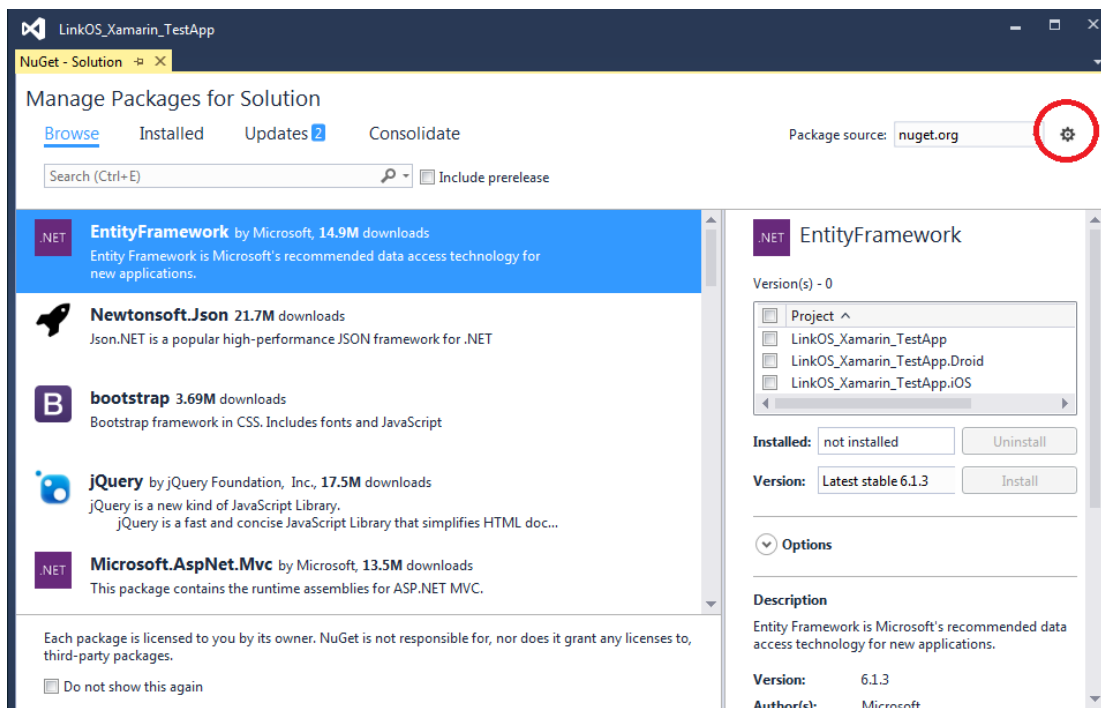 LinkOS_Xamarin_TestApp
NuGet - Solution
Manage Packages for Solution
Browse Installed Updates 2 Consolidate
Package source: nuget.org
Search (Ctrl+E)
Include prerelease
.NET
EntityFramework by Microsoft, 14.9M downloads
Entity Framework is Microsoft's recommended data access technology for
new applications.
Newtonsoft.Json 21.7M downloads
Json.NET is a popular high-performance JSON framework for .NET
B
bootstrap 3.69M downloads
Bootstrap framework in CSS. Includes fonts and JavaScript
jQuery by jQuery Foundation, Inc., 17.5M downloads
jQuery is a new kind of JavaScript Library.
jQuery is a fast and concise JavaScript Library that simplifies HTML doc...
.NET
Microsoft.AspNet.Mvc by Microsoft, 13.5M downloads
This package contains the runtime assemblies for ASP.NET MVC.
Each package is licensed to you by its owner. NuGet is not responsible for, nor does it grant any licenses to,
third-party packages.
Do not show this again
.NET
EntityFramework
Version(s) - 0
Project
LinkOS_Xamarin_TestApp
LinkOS_Xamarin_TestApp.Droid
LinkOS_Xamarin_TestApp.iOS
Installed: not installed Uninstall
Version: Latest stable 6.1.3 Install
Options
Description
Entity Framework is Microsoft's recommended data
access technology for new applications.
Version: 6.1.3
Author(s): Microsoft